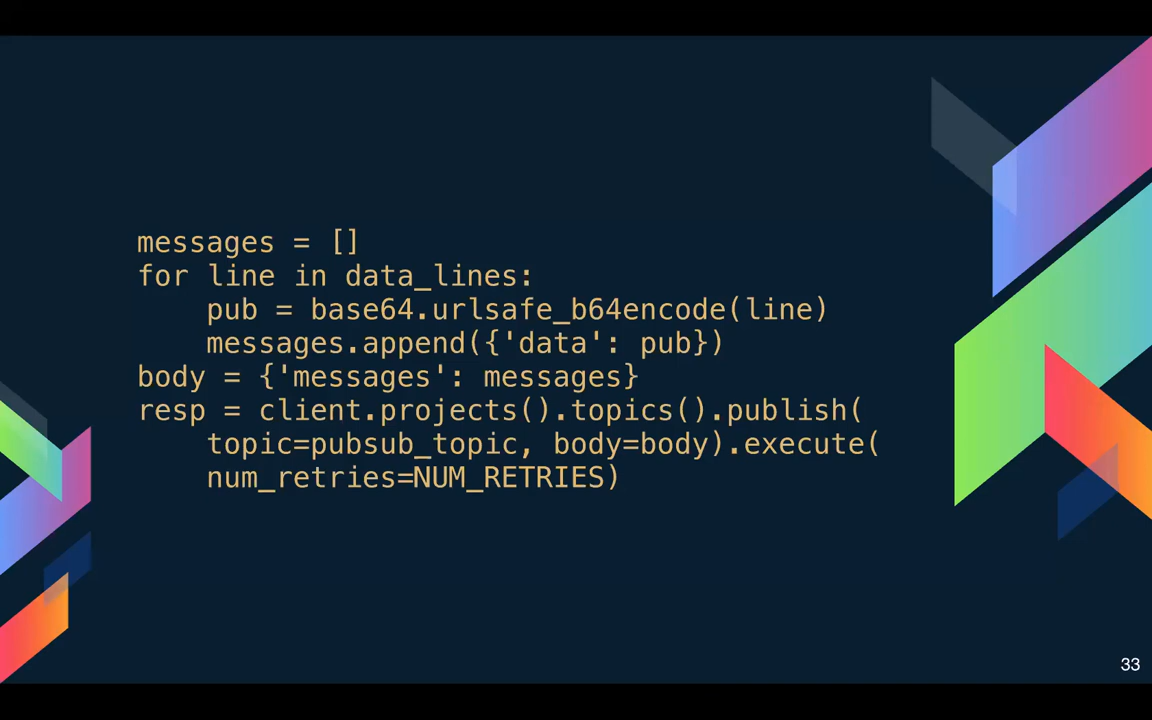 messages = []
for line in data_lines:
    pub = base64.urlsafe_b64encode(line)
    messages.append({'data': pub})
body = {'messages': messages}
resp = client.projects().topics().publish(
    topic=pubsub_topic, body=body).execute(
    num_retries=NUM_RETRIES)
33